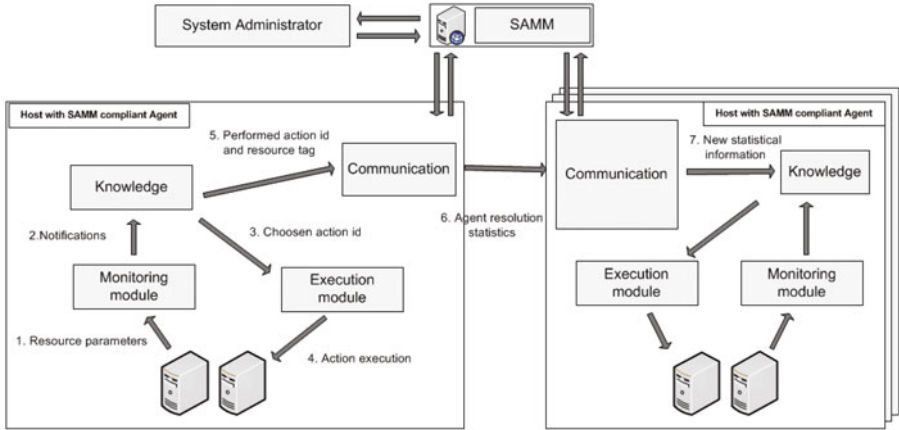 System Administrator
SAMM
Host with SAMM compliant Agent
5. Performed action id
and resource tag
Communication
Knowledge
2.Notifications
3. Choosen action id
Monitoring
module
Execution
module
1. Resource parameters
4. Action execution
6. Agent resolution
statistics
Host with SAMM compliant Agent
7. New statistical
information
Communication
Knowledge
Execution
module
Monitoring
module